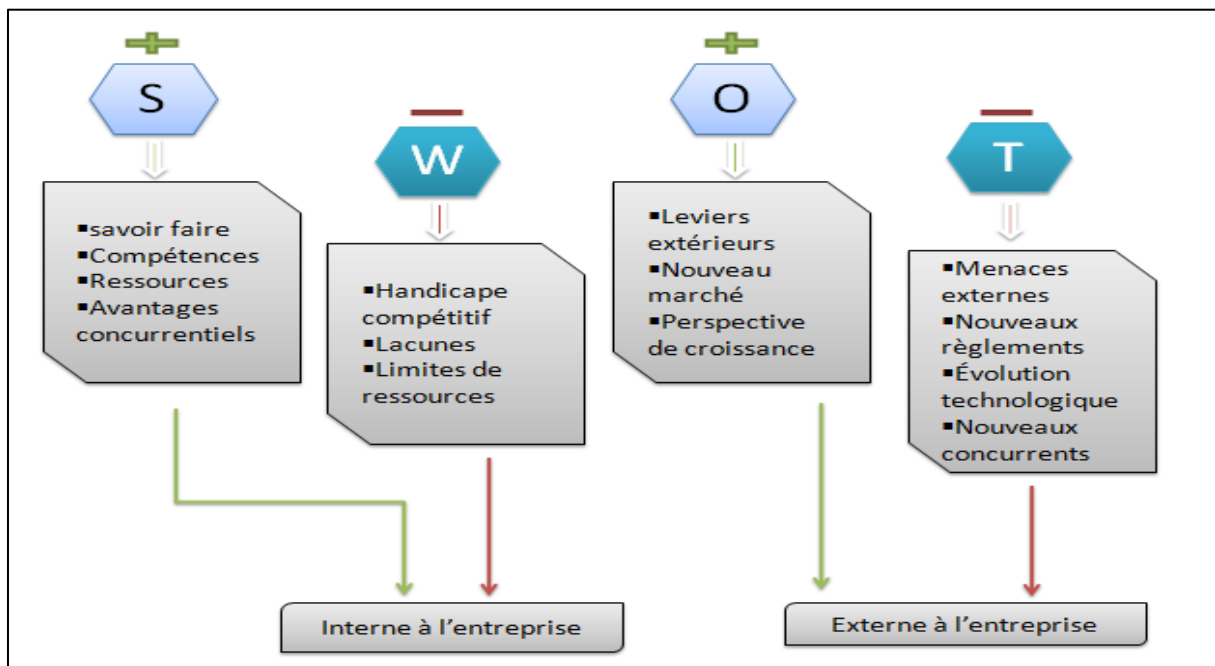 S
▪savoir faire
▪Compétences
▪Ressources
▪Avantages
concurrentiels
W
▪Handicape
compétitif
▪Lacunes
▪Limites de
ressources
O
▪Leviers
extérieurs
▪Nouveau
marché
▪Perspective
de croissance
T
▪Menaces
externes
▪Nouveaux
règlements
▪Évolution
technologique
▪Nouveaux
concurrents
Interne à l'entreprise
Externe à l'entreprise